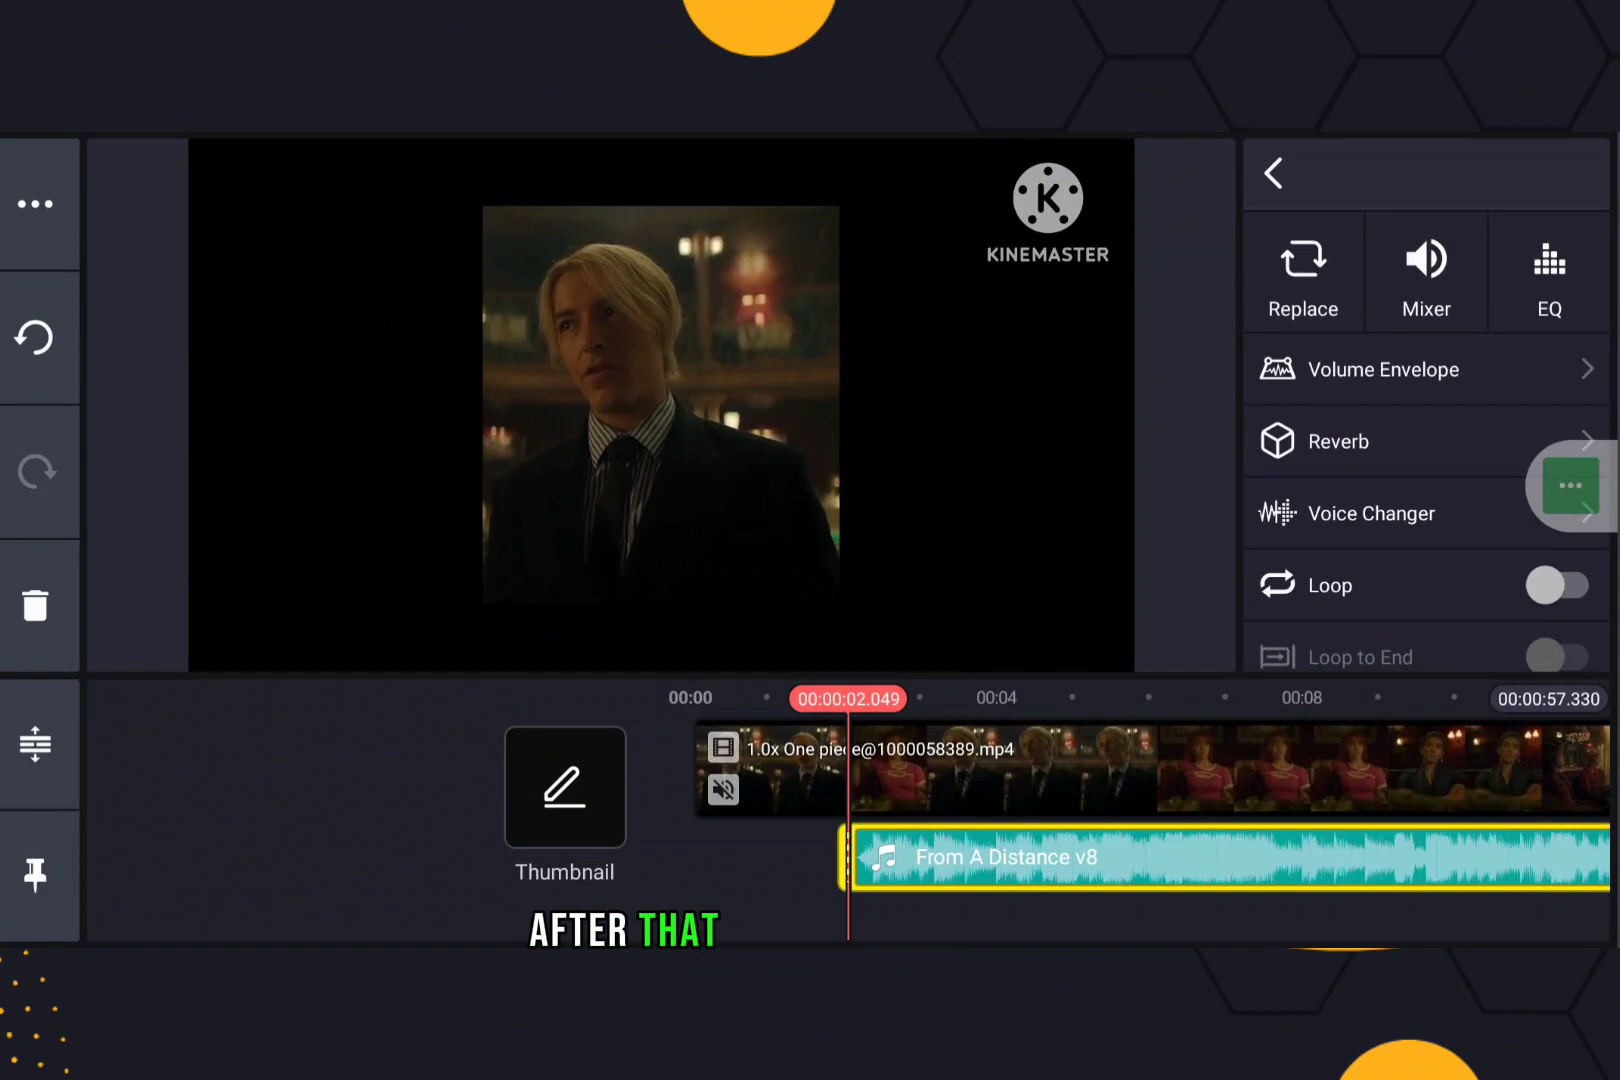 K
KINEMASTER
Replace
Mixer
EQ
Volume Envelope
Reverb
Voice Changer
Loop
Loop to End
00:00
00:00:02.049
00:04
00:08
00:00:57.330
1.0x One piece@1000058389.mp4
From A Distance v8
Thumbnail
AFTER THAT